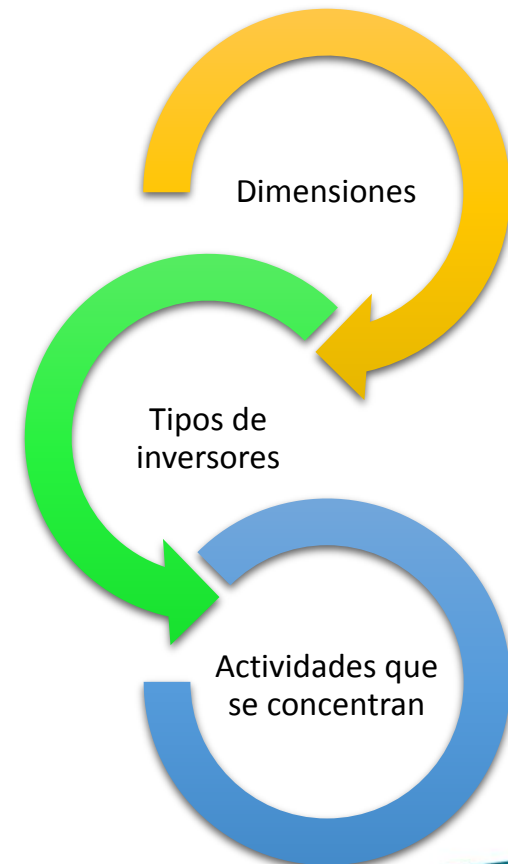 Dimensiones
Tipos de
inversores
Actividades que
se concentran